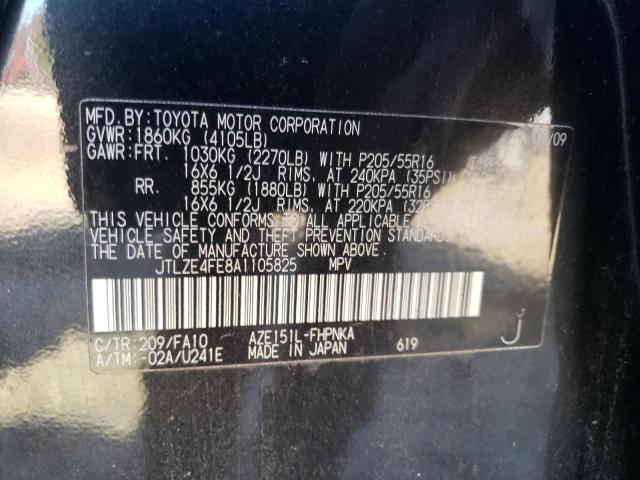 MFD.BY:TOYOTA MOTOR CORPORATION /09
GVWR:1860KG (4105LB)
GAWR:FRT. 1030KG (2270LB) WITH P205/55R16
16X6 1/2J RIMS, AT 240KPA (35PSI)
RR. 855KG (1880LB) WITH P205/55R16
16X6 1/2J RIMS, AT 220KPA
THIS VEHICLE CONFORMS TO ALL APPLICABLE
VEHICLE SAFETY AND THEFT PREVENTION
THE DATE OF MANUFACTURE SHOWN ABOVE.
JTLZE4FE8A1105825 MPV
C/TR:209/FA10 AZE151L-FHPNKA
A/TM:-02A/U241E MADE IN JAPAN 619 J